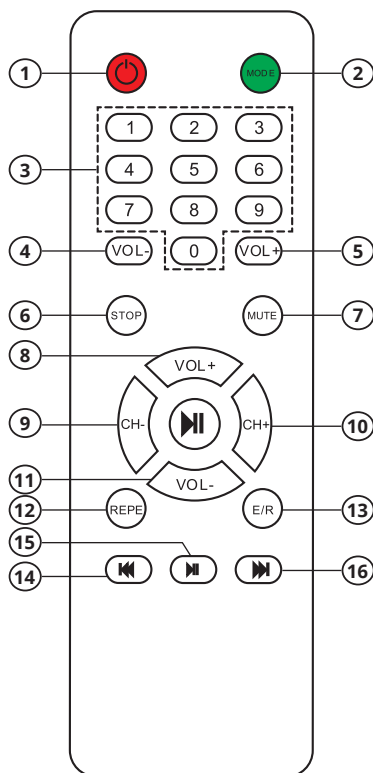 1 MODE 2
1 2 3
3 4 5 6
7 8 9
4 VOL- 0 VOL+ 5
6 STOP MUTE 7
8 VOL+
9 CH- CH+ 10
11 VOL-
12 REPE E/R 13
15
14 16